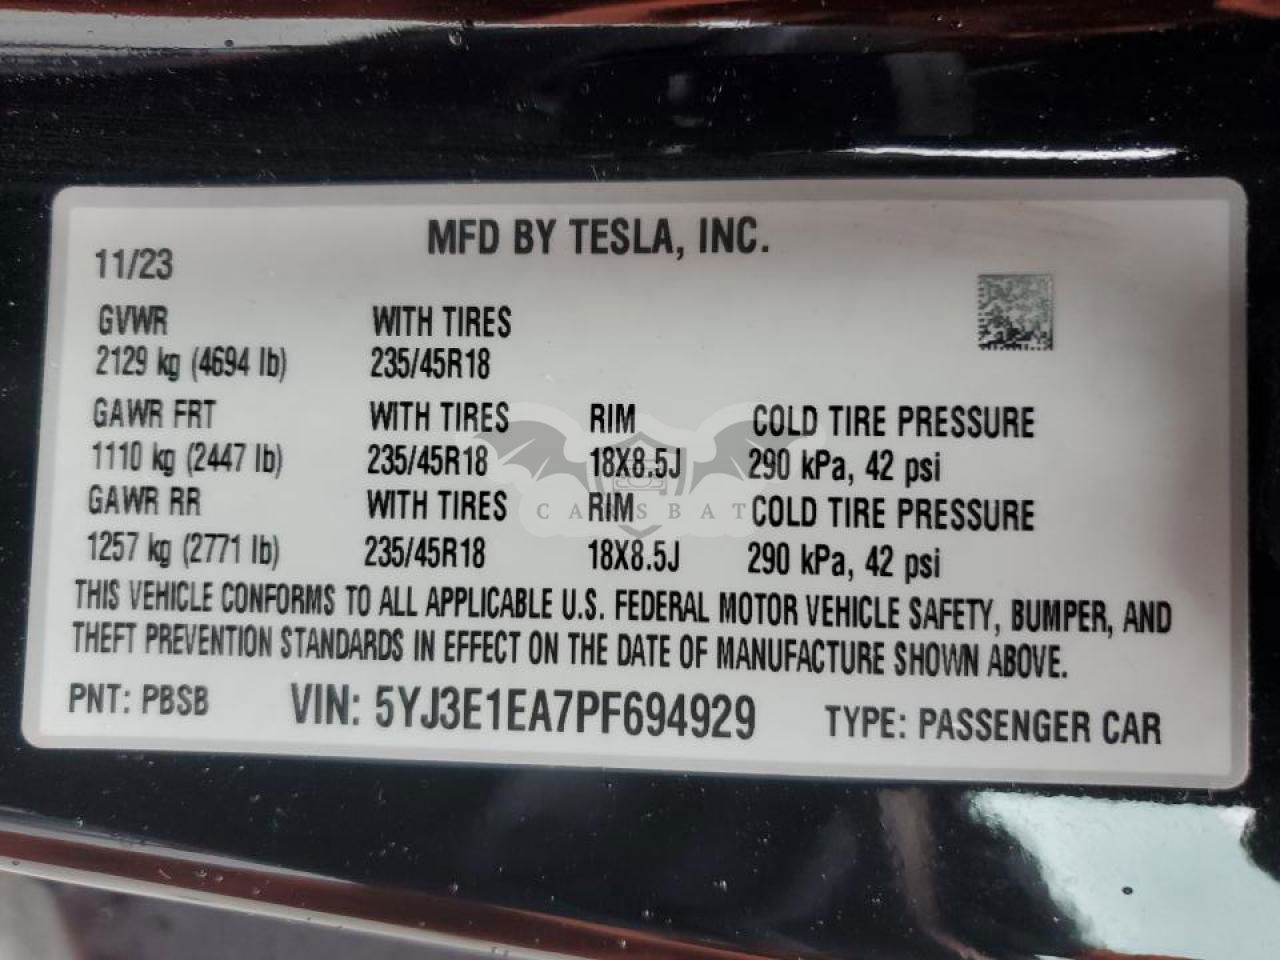 MFD BY TESLA, INC.
11/23
GVWR WITH TIRES
2129 kg (4694 lb) 235/45R18
GAWR FRT WITH TIRES RIM COLD TIRE PRESSURE
1110 kg (2447 lb) 235/45R18 18X8.5J 290 kPa, 42 psi
GAWR RR WITH TIRES RIM COLD TIRE PRESSURE
CARSBAT
1257 kg (2771 lb) 235/45R18 18X8.5J 290 kPa, 42 psi
THIS VEHICLE CONFORMS TO ALL APPLICABLE U.S. FEDERAL MOTOR VEHICLE SAFETY, BUMPER, AND
THEFT PREVENTION STANDARDS IN EFFECT ON THE DATE OF MANUFACTURE SHOWN ABOVE.
PNT: PBSB VIN: 5YJ3E1EA7PF694929 TYPE: PASSENGER CAR